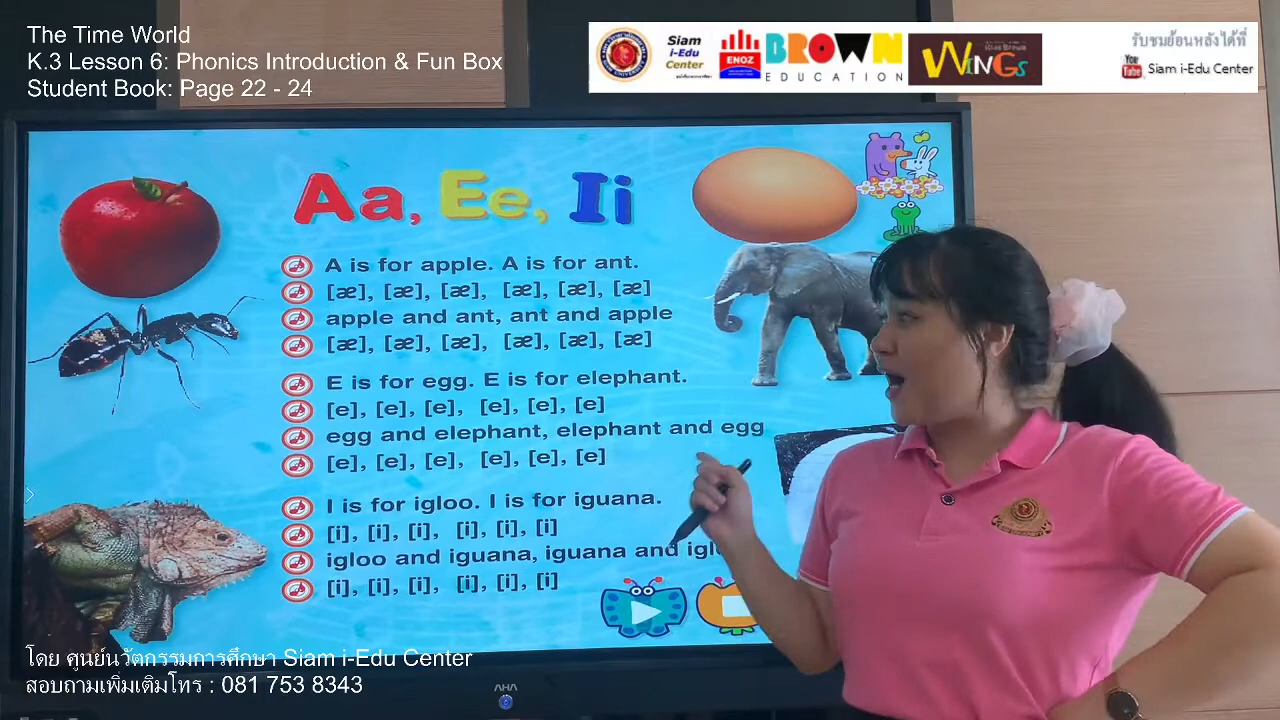 The Time World
K.3 Lesson 6: Phonics Introduction & Fun Box
Student Book: Page 22 - 24
Siam
i-Edu
Center
ENOZ
BROWN
EDUCATION
WINGS
รับชมย้อนหลังได้ที่
You
Tube
Siam i-Edu Center
Aa, Ee, Ii
A is for apple. A is for ant.
[æ], [æ], [æ], [æ], [æ], [æ]
apple and ant, ant and apple
[æ], [æ], [æ], [æ], [æ], [æ]
E is for egg. E is for elephant.
[e], [e], [e], [e], [e], [e]
egg and elephant, elephant and egg
[e], [e], [e], [e], [e], [e]
I is for igloo. I is for iguana.
[i], [i], [i], [i], [i], [i]
igloo and iguana, iguana and igl
[i], [i], [i], [i], [i], [i]
โดย ศูนย์นวัตกรรมการศึกษา Siam i-Edu Center
สอบถามเพิ่มเติมโทร : 081 753 8343
AHA